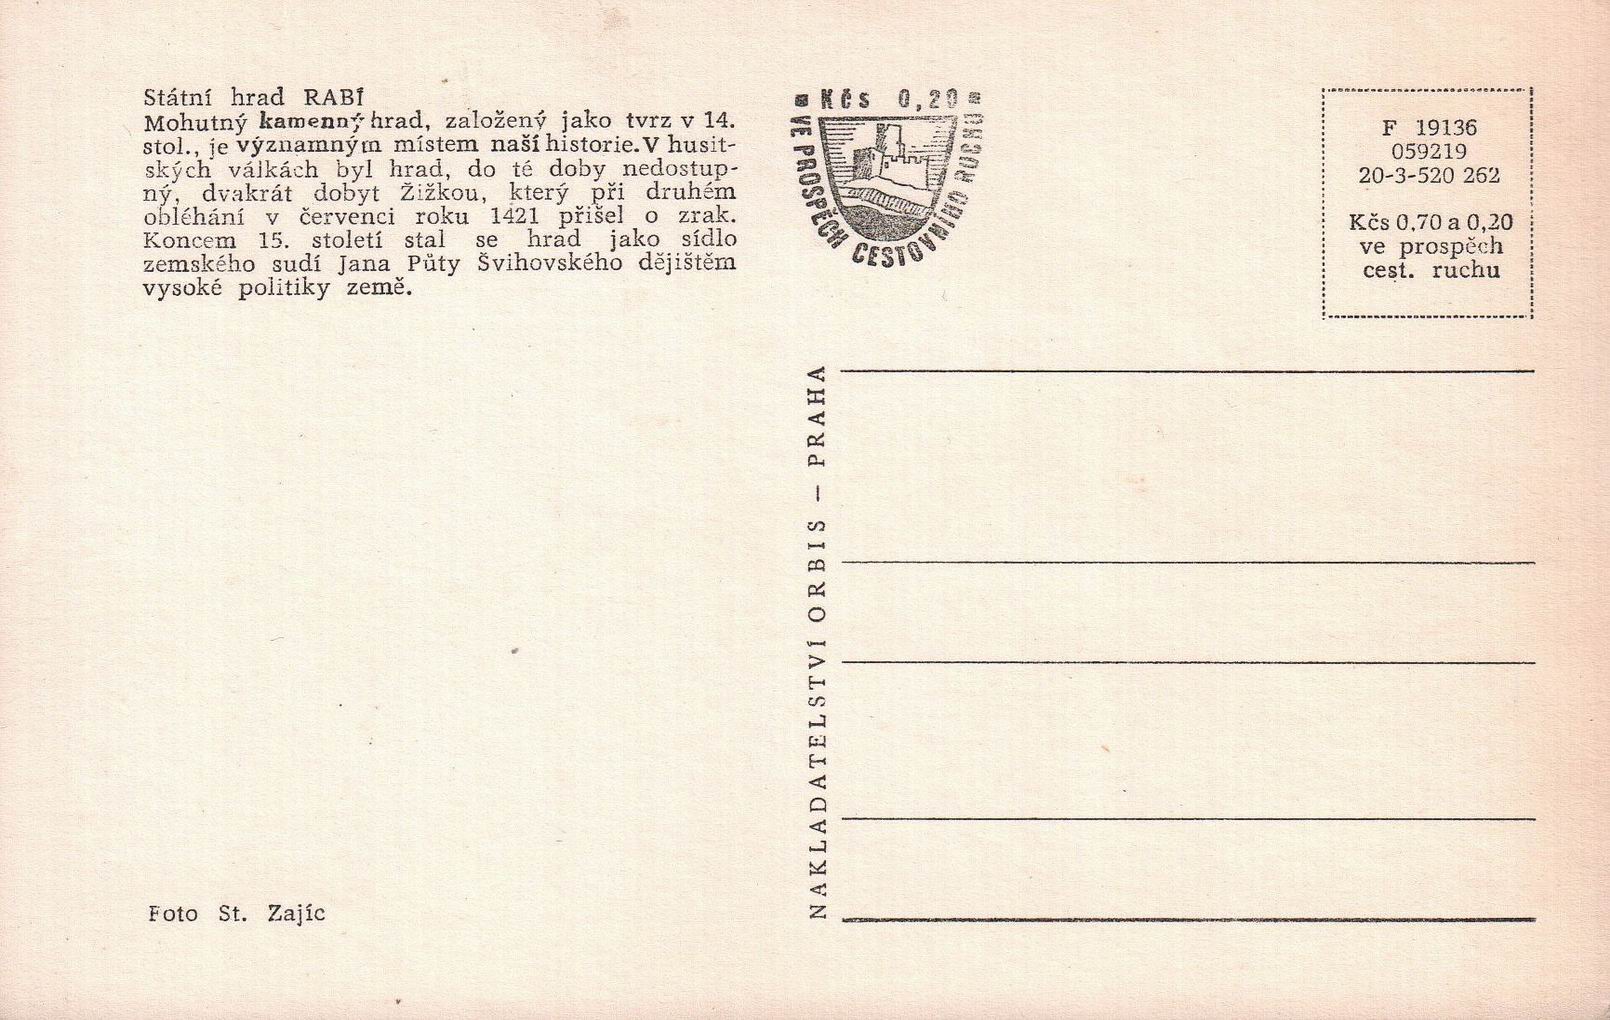 Státní hrad RABÍ
Mohutný kamenný hrad, založený jako tvrz v 14.
stol., je významným místem naší historie. V husit-
ských válkách byl hrad, do té doby nedostup-
ný, dvakrát dobyt Žižkou, který při druhém
obléhání v červenci roku 1421 přišel o zrak.
Koncem 15. století stal se hrad jako sídlo
zemského sudí Jana Půty Švihovského dějištěm
vysoké politiky země.
Foto St. Zajíc
Kčs 0,20
VE PROSPĚCH CESTOVNÍHO RUCHU
NAKLADATELSTVÍ ORBIS — PRAHA
F 19136
059219
20-3-520 262
Kčs 0,70 a 0,20
ve prospěch
cest. ruchu